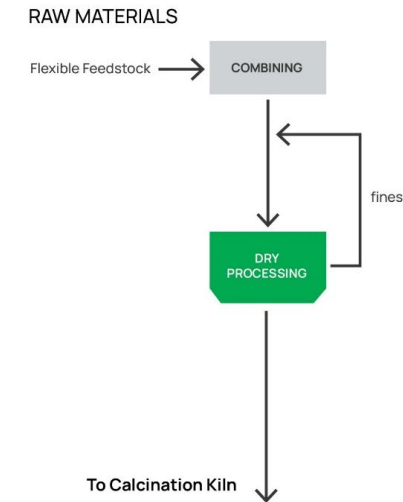 RAW MATERIALS
Flexible Feedstock
COMBINING
fines
DRY
PROCESSING
To Calcination Kiln